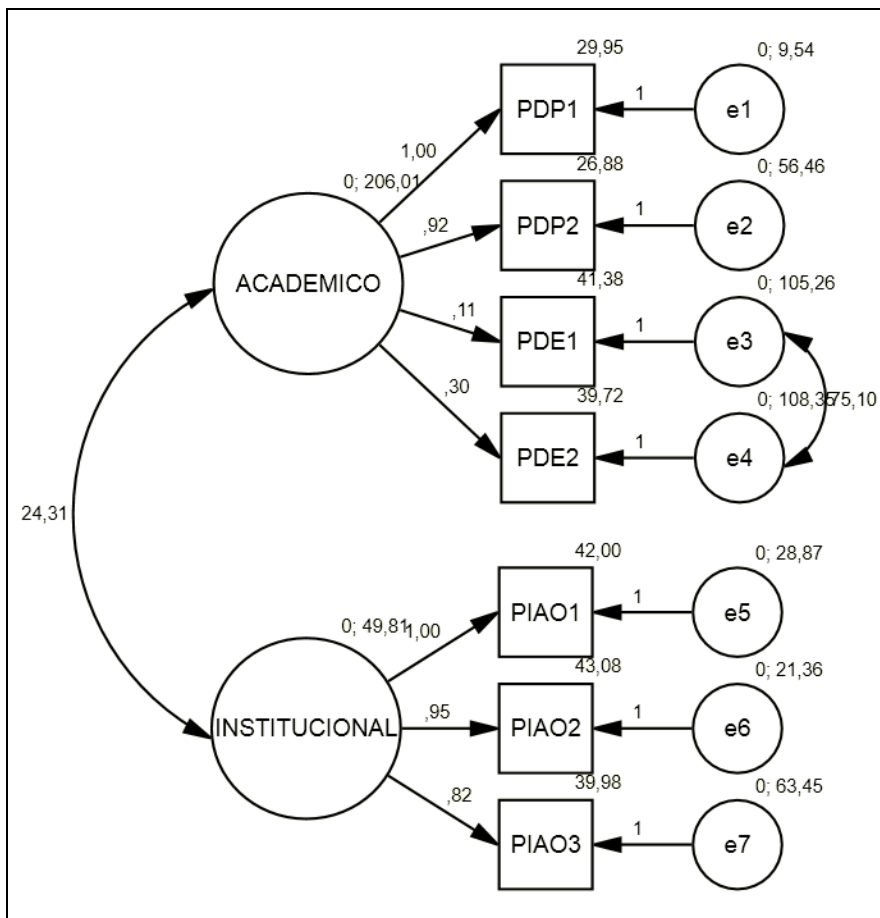 29,95
0; 9,54
PDP1
1
e1
1,00
0; 206,01
26,88
0; 56,46
,92
PDP2
1
e2
41,38
0; 105,26
ACADEMICO
,11
PDE1
1
e3
,30
39,72
0; 108,35
75,10
PDE2
1
e4
24,31
42,00
0; 28,87
PIAO1
1
e5
0; 49,81
1,00
43,08
0; 21,36
INSTITUCIONAL
,95
PIAO2
1
e6
39,98
0; 63,45
,82
PIAO3
1
e7